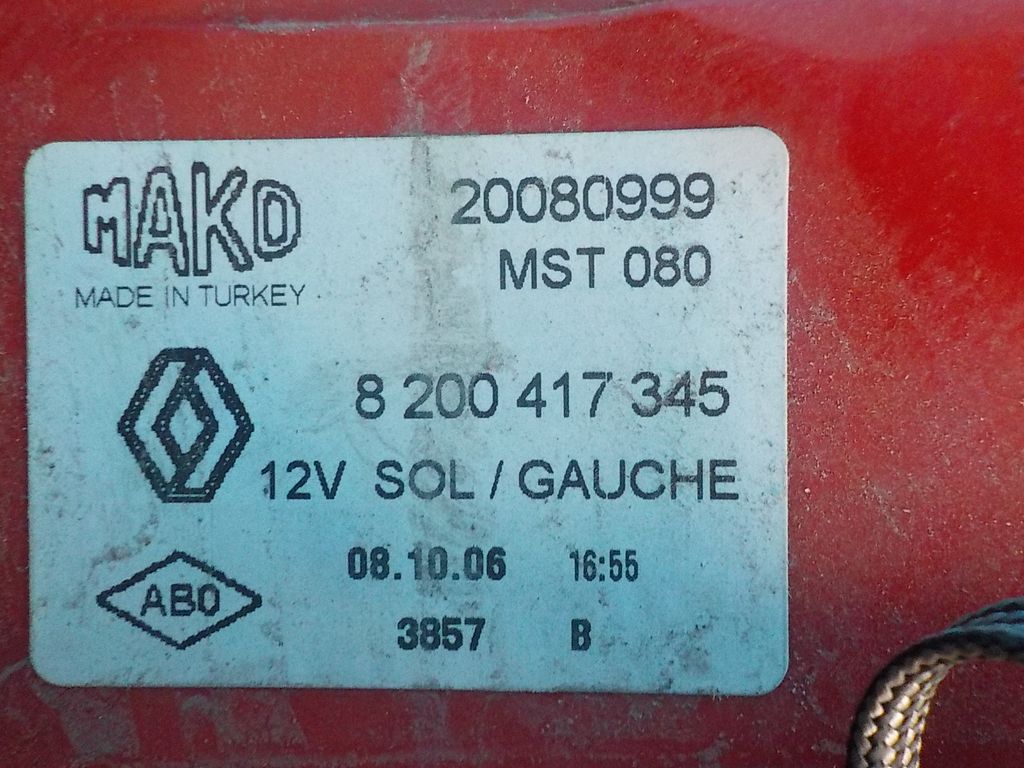 MAKO
MADE IN TURKEY
20080999
MST 080
8 200 417 345
12V SOL / GAUCHE
08.10.06 16:55
ABO
3857 B